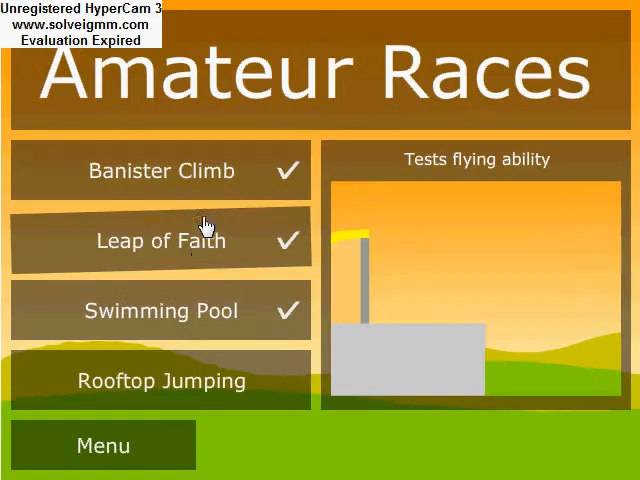 Unregistered HyperCam 3
www.solveigmm.com
Evaluation Expired
Amateur Races
Banister Climb
Leap of Faith
Swimming Pool
Rooftop Jumping
Menu
Tests flying ability